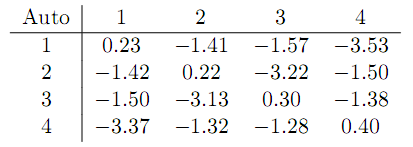 Auto 1 2 3 4
1 0.23 −1.41 −1.57 −3.53
2 −1.42 0.22 −3.22 −1.50
3 −1.50 −3.13 0.30 −1.38
4 −3.37 −1.32 −1.28 0.40